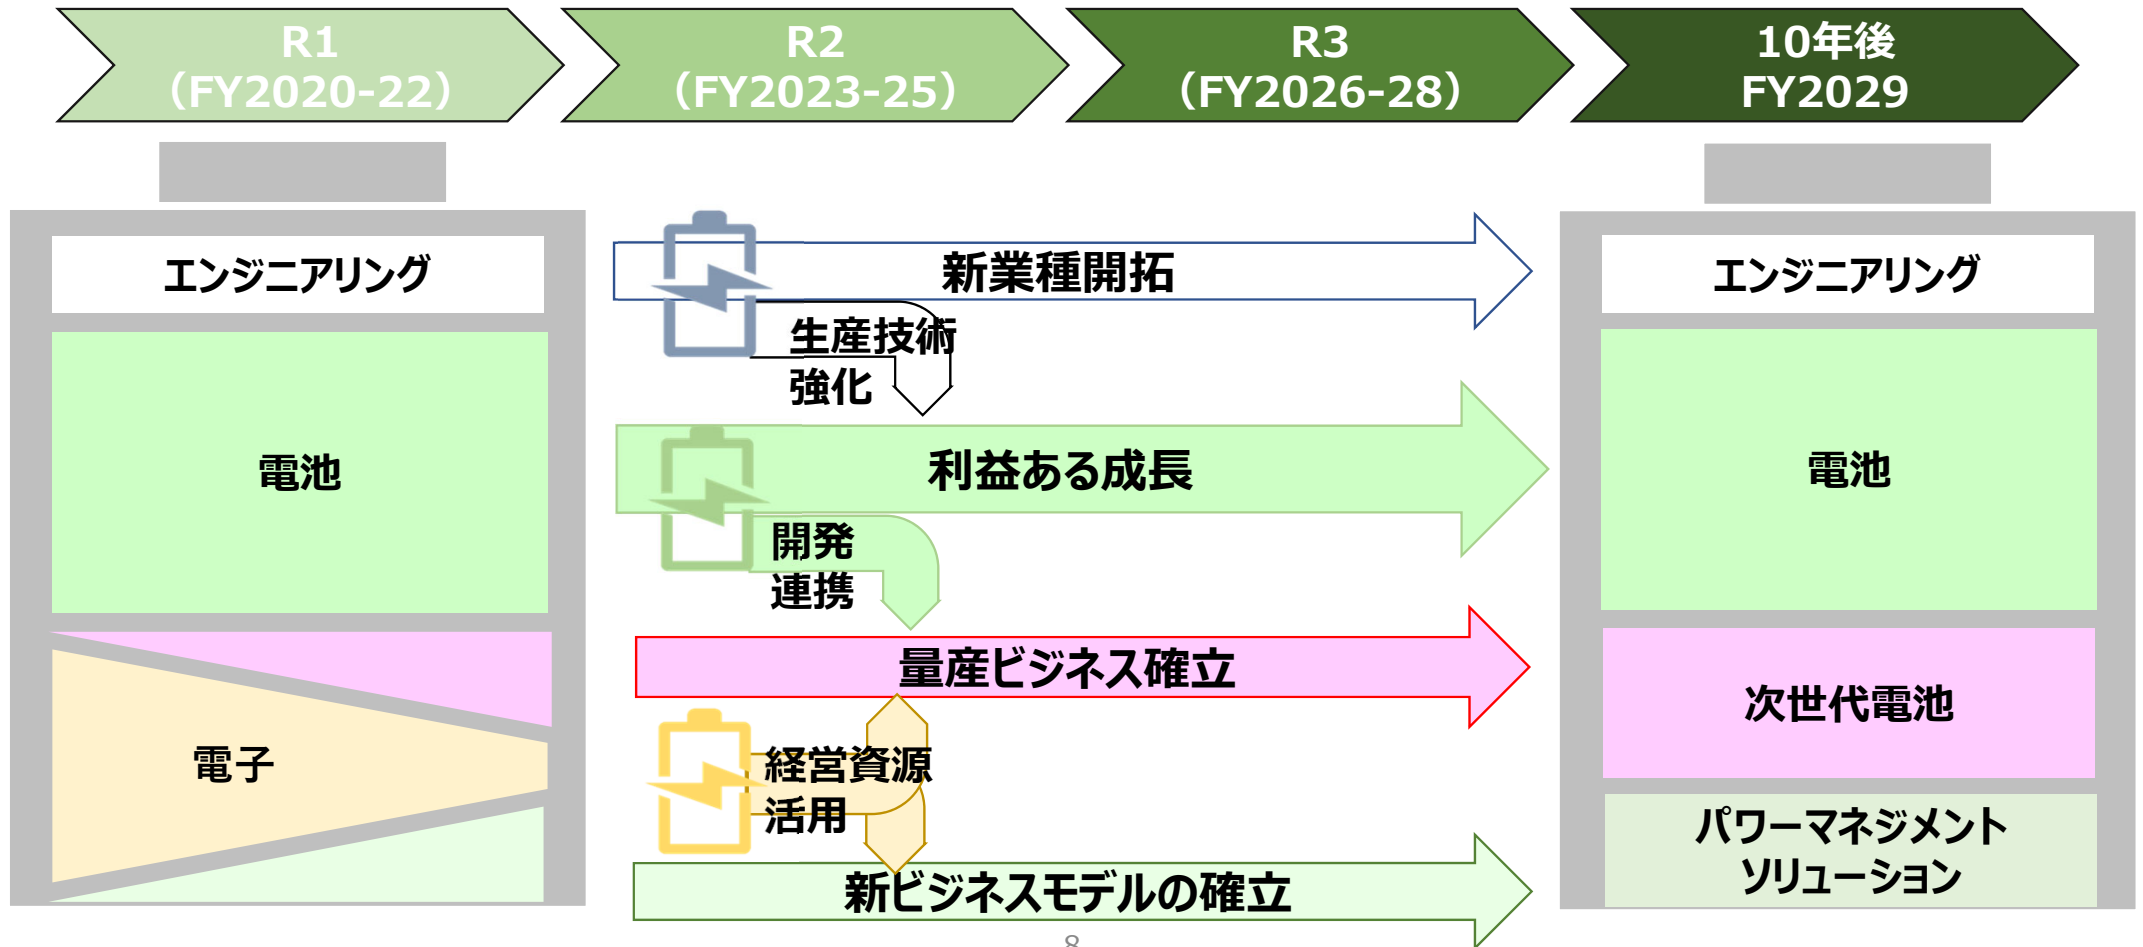 R1
（FY2020-22）
R2
（FY2023-25）
R3
（FY2026-28）
10年後
FY2029
エンジニアリング
電池
電子
新業種開拓
生産技術
強化
利益ある成長
開発
連携
量産ビジネス確立
経営資源
活用
新ビジネスモデルの確立
エンジニアリング
電池
次世代電池
パワーマネジメント
ソリューション
8